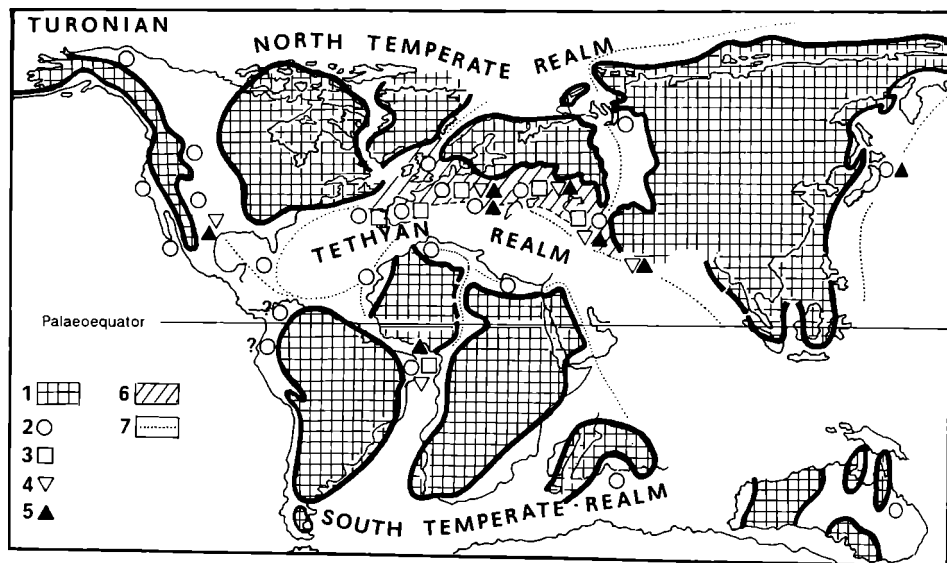 TURONIAN
NORTH TEMPERATE REALM
TETHYAN REALM
?
Palaeoequator
?
1 6
2 7
3
4
5
SOUTH TEMPERATE REALM